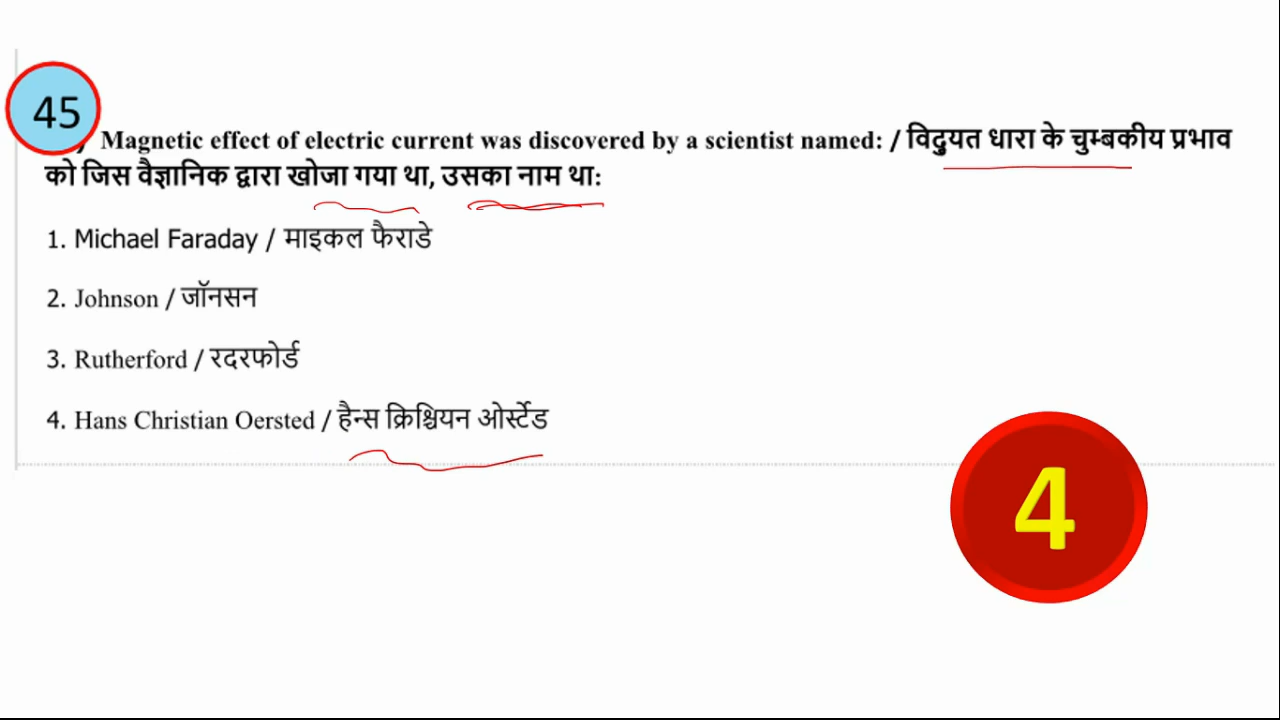 45
Magnetic effect of electric current was discovered by a scientist named: / विद्युयत धारा के चुम्बकीय प्रभाव
को जिस वैज्ञानिक द्वारा खोजा गया था, उसका नाम था:
1. Michael Faraday / माइकल फैराडे
2. Johnson / जॉनसन
3. Rutherford / रदरफोर्ड
4. Hans Christian Oersted / हैन्स क्रिश्चियन ओर्स्टेड
4